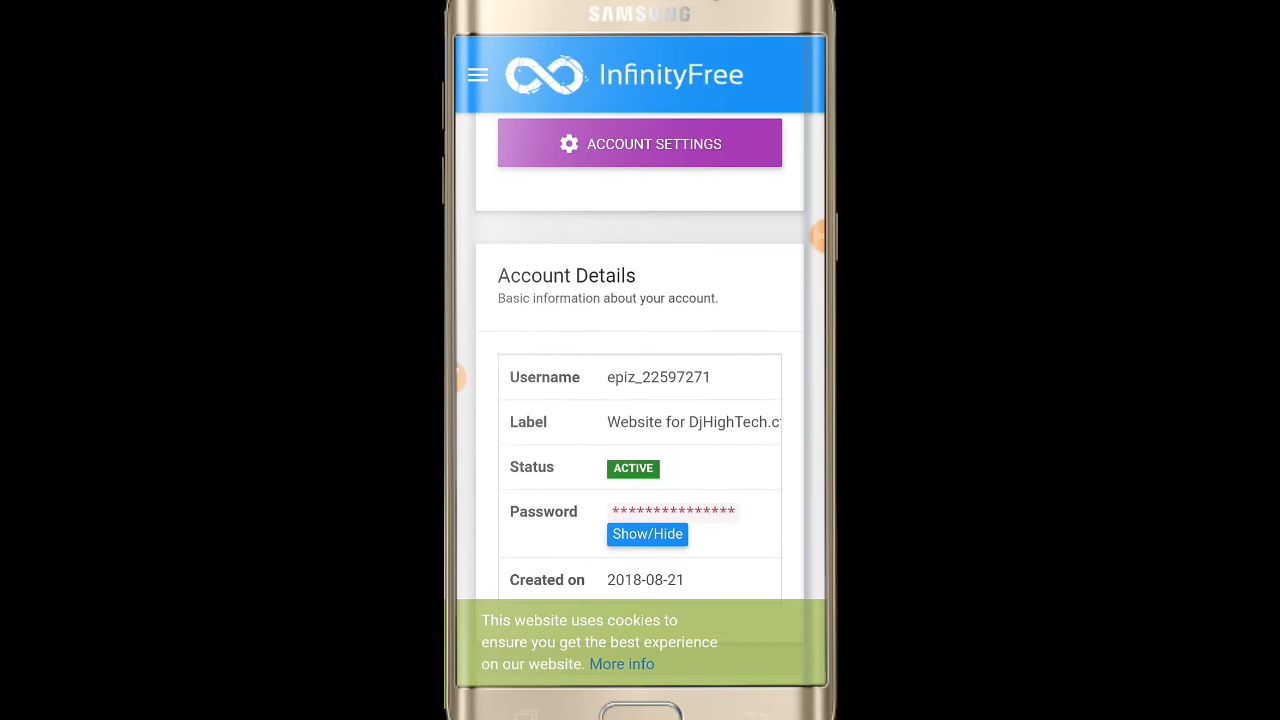 SAMSUNG
InfinityFree
ACCOUNT SETTINGS
Account Details
Basic information about your account.
Username epiz_22597271
Label Website for DjHighTech.c
Status ACTIVE
Password ***************
Show/Hide
Created on 2018-08-21
This website uses cookies to
ensure you get the best experience
on our website. More info